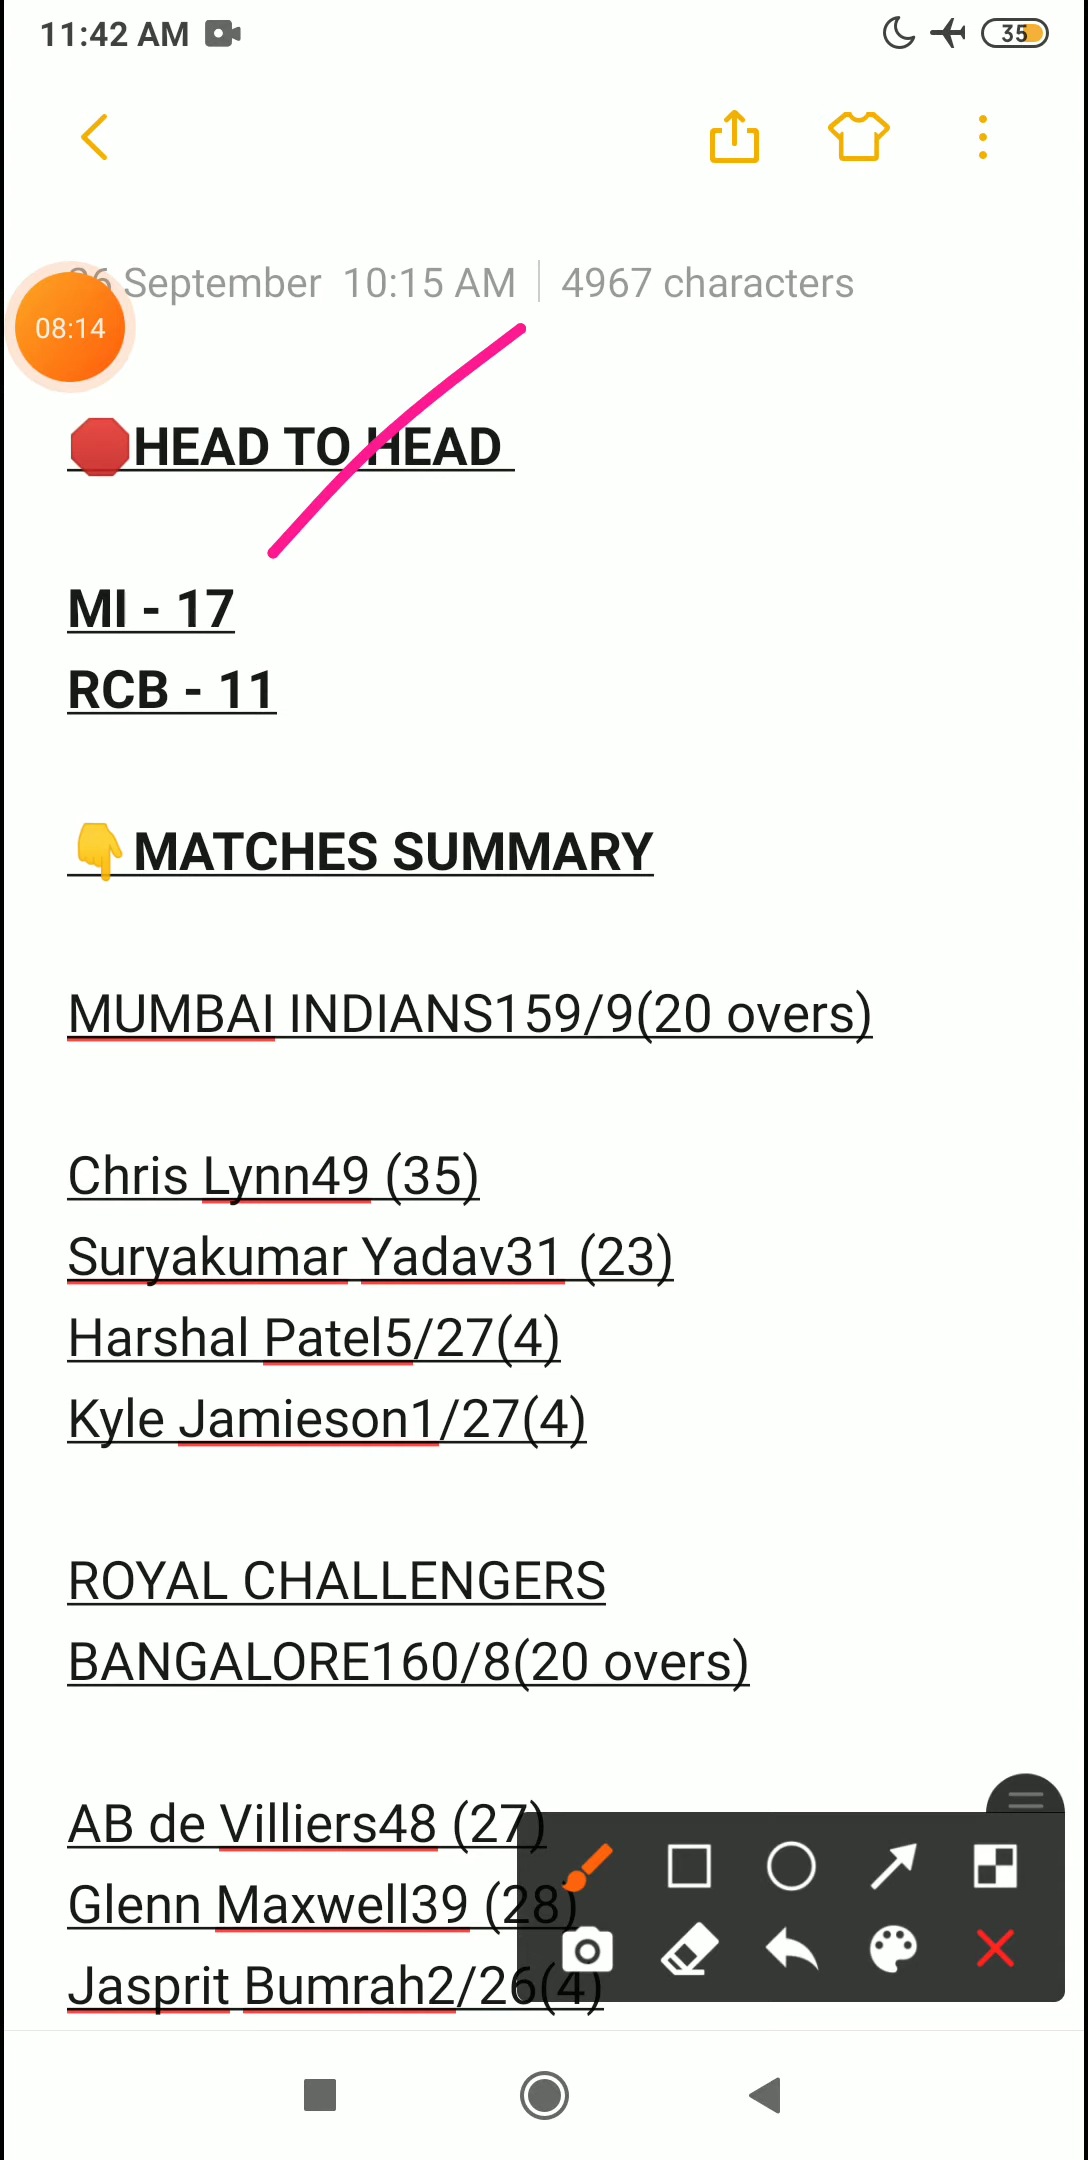 11:42 AM
35
September 10:15 AM | 4967 characters
08:14
HEAD TO HEAD
MI - 17
RCB - 11
MATCHES SUMMARY
MUMBAI INDIANS159/9(20 overs)
Chris Lynn49 (35)
Suryakumar Yadav31 (23)
Harshal Patel5/27(4)
Kyle Jamieson1/27(4)
ROYAL CHALLENGERS
BANGALORE160/8(20 overs)
AB de Villiers48 (27)
Glenn Maxwell39 (28)
Jasprit Bumrah2/26(4)